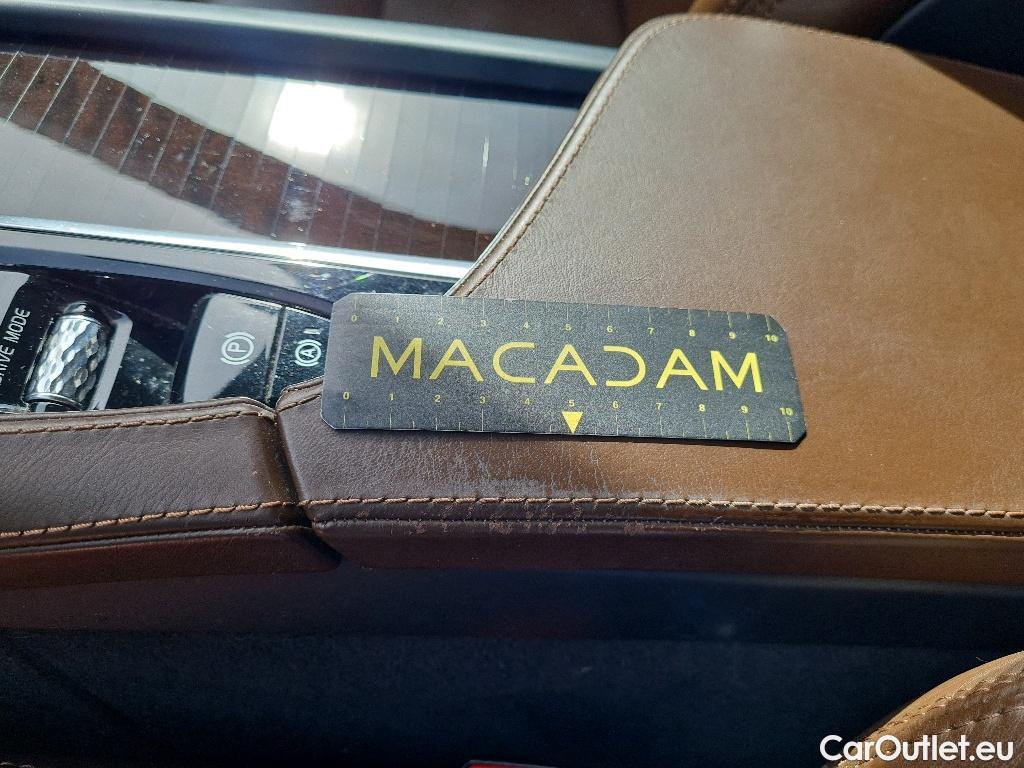 DRIVE MODE
(P)
(A)
0 1 2 3 4 5 6 7 8 9 10
MACADAM
0 1 2 3 4 5 6 7 8 9 10
CarOutlet.eu